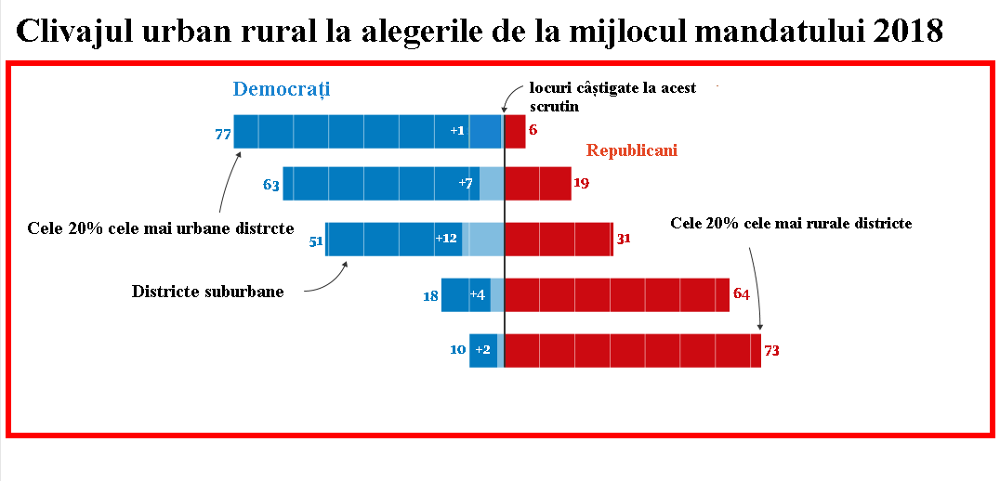 Clivajul urban rural la alegerile de la mijlocul mandatului 2018
Democrați
locuri câștigate la acest
scrutin
77
+1
6
Republicani
63
+7
19
Cele 20% cele mai urbane distrcte
Cele 20% cele mai rurale districte
51
+12
31
Districte suburbane
18
+4
64
10
+2
73